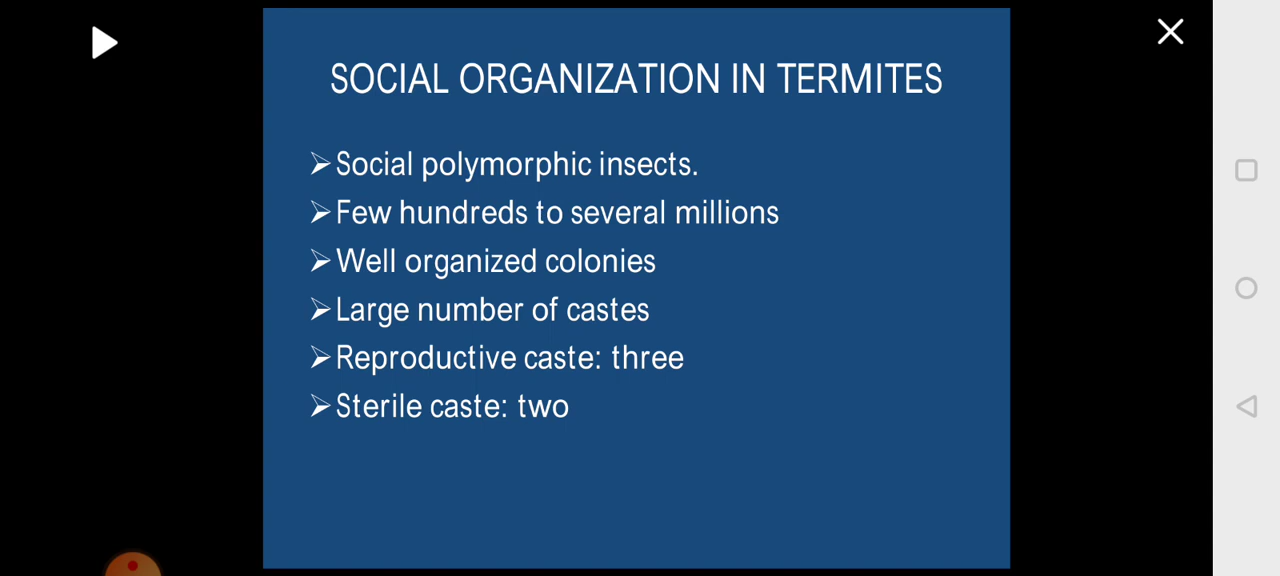 SOCIAL ORGANIZATION IN TERMITES
➢Social polymorphic insects.
➢Few hundreds to several millions
➢Well organized colonies
➢Large number of castes
➢Reproductive caste: three
➢Sterile caste: two